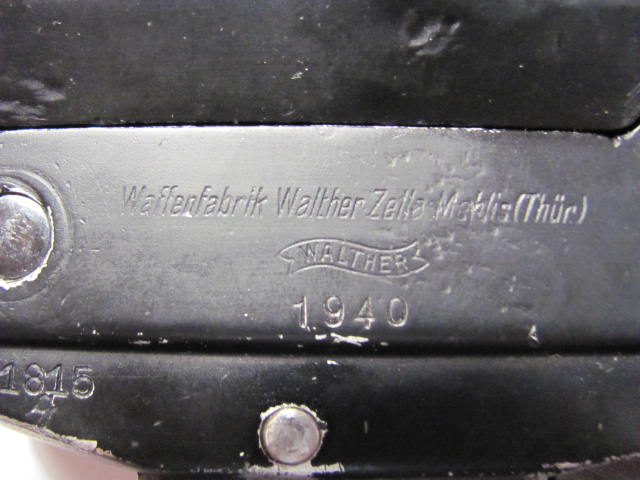 Waffenfabrik Walther Zella-Mehlis (Thür)
WALTHER
1940
1815